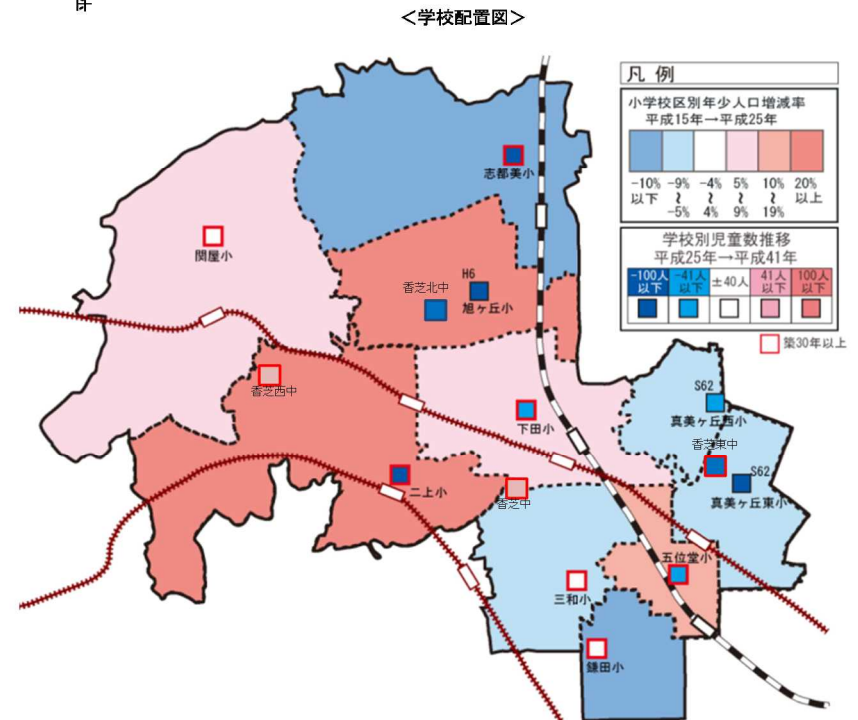 ＜学校配置図＞
凡 例
小学校区別年少人口増減率
平成15年→平成25年
-10% -9% -4% 5% 10% 20%
以下 ～ ～ ～ ～ 以上
-5% 4% 9% 19%
学校別児童数推移
平成25年→平成41年
-100人 -41人 ±40人 41人 100人
以下 以下 以上 以上
築30年以上
志都美小
関屋小
H6
香芝北中
旭ヶ丘小
香芝西中
S62
下田小
真美ヶ丘西小
香芝東中
S62
二上小
香芝中
真美ヶ丘東小
五位堂小
三和小
鎌田小